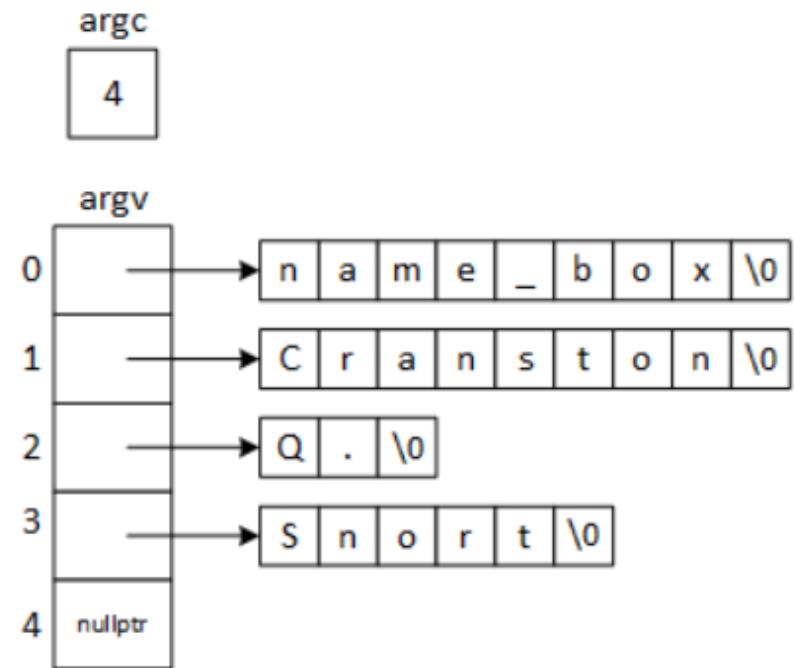 argc
4
argv
0 n a m e _ b o x \0
1 C r a n s t o n \0
2 Q . \0
3 S n o r t \0
4 nullptr